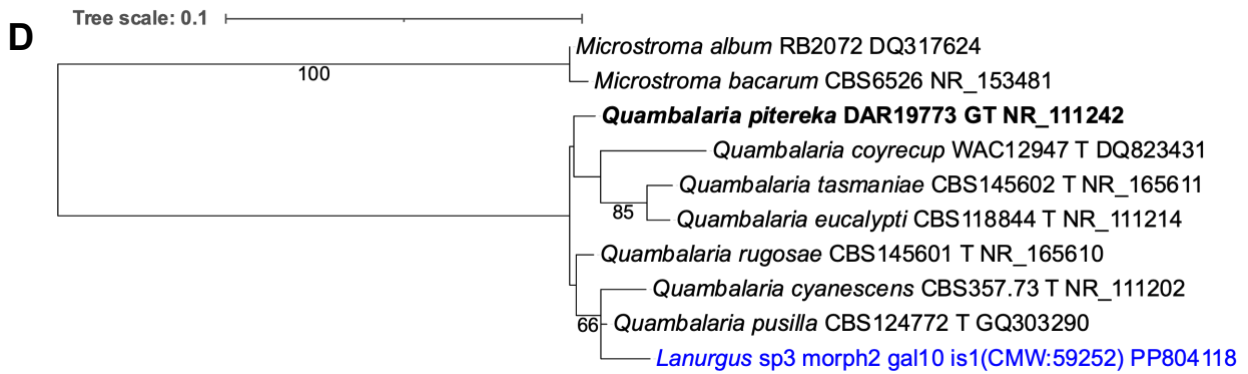 Tree scale: 0.1
D
Microstroma album RB2072 DQ317624
100
Microstroma bacarum CBS6526 NR_153481
Quambalaria pitereka DAR19773 GT NR_111242
Quambalaria coyrecup WAC12947 T DQ823431
Quambalaria tasmaniae CBS145602 T NR_165611
85
Quambalaria eucalypti CBS118844 T NR_111214
Quambalaria rugosae CBS145601 T NR_165610
Quambalaria cyanescens CBS357.73 T NR_111202
66
Quambalaria pusilla CBS124772 T GQ303290
Lanurgus sp3 morph2 gal10 is1(CMW:59252) PP804118